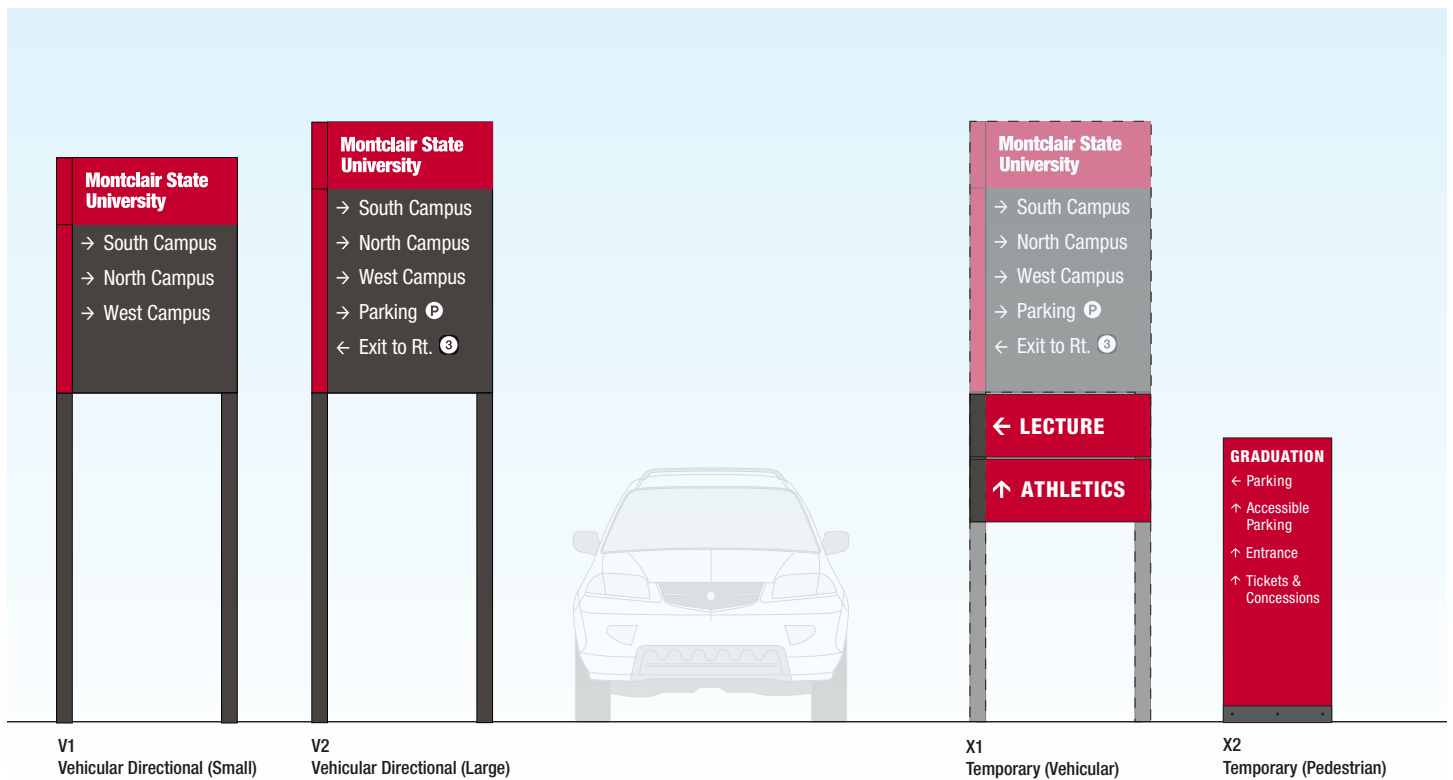 Montclair State
University
→ South Campus
→ North Campus
→ West Campus
V1
Vehicular Directional (Small)
Montclair State
University
→ South Campus
→ North Campus
→ West Campus
→ Parking P
← Exit to Rt. 3
V2
Vehicular Directional (Large)
Montclair State
University
→ South Campus
→ North Campus
→ West Campus
→ Parking P
← Exit to Rt. 3
← LECTURE
↑ ATHLETICS
X1
Temporary (Vehicular)
GRADUATION
← Parking
↑ Accessible
Parking
↑ Entrance
↑ Tickets &
Concessions
X2
Temporary (Pedestrian)